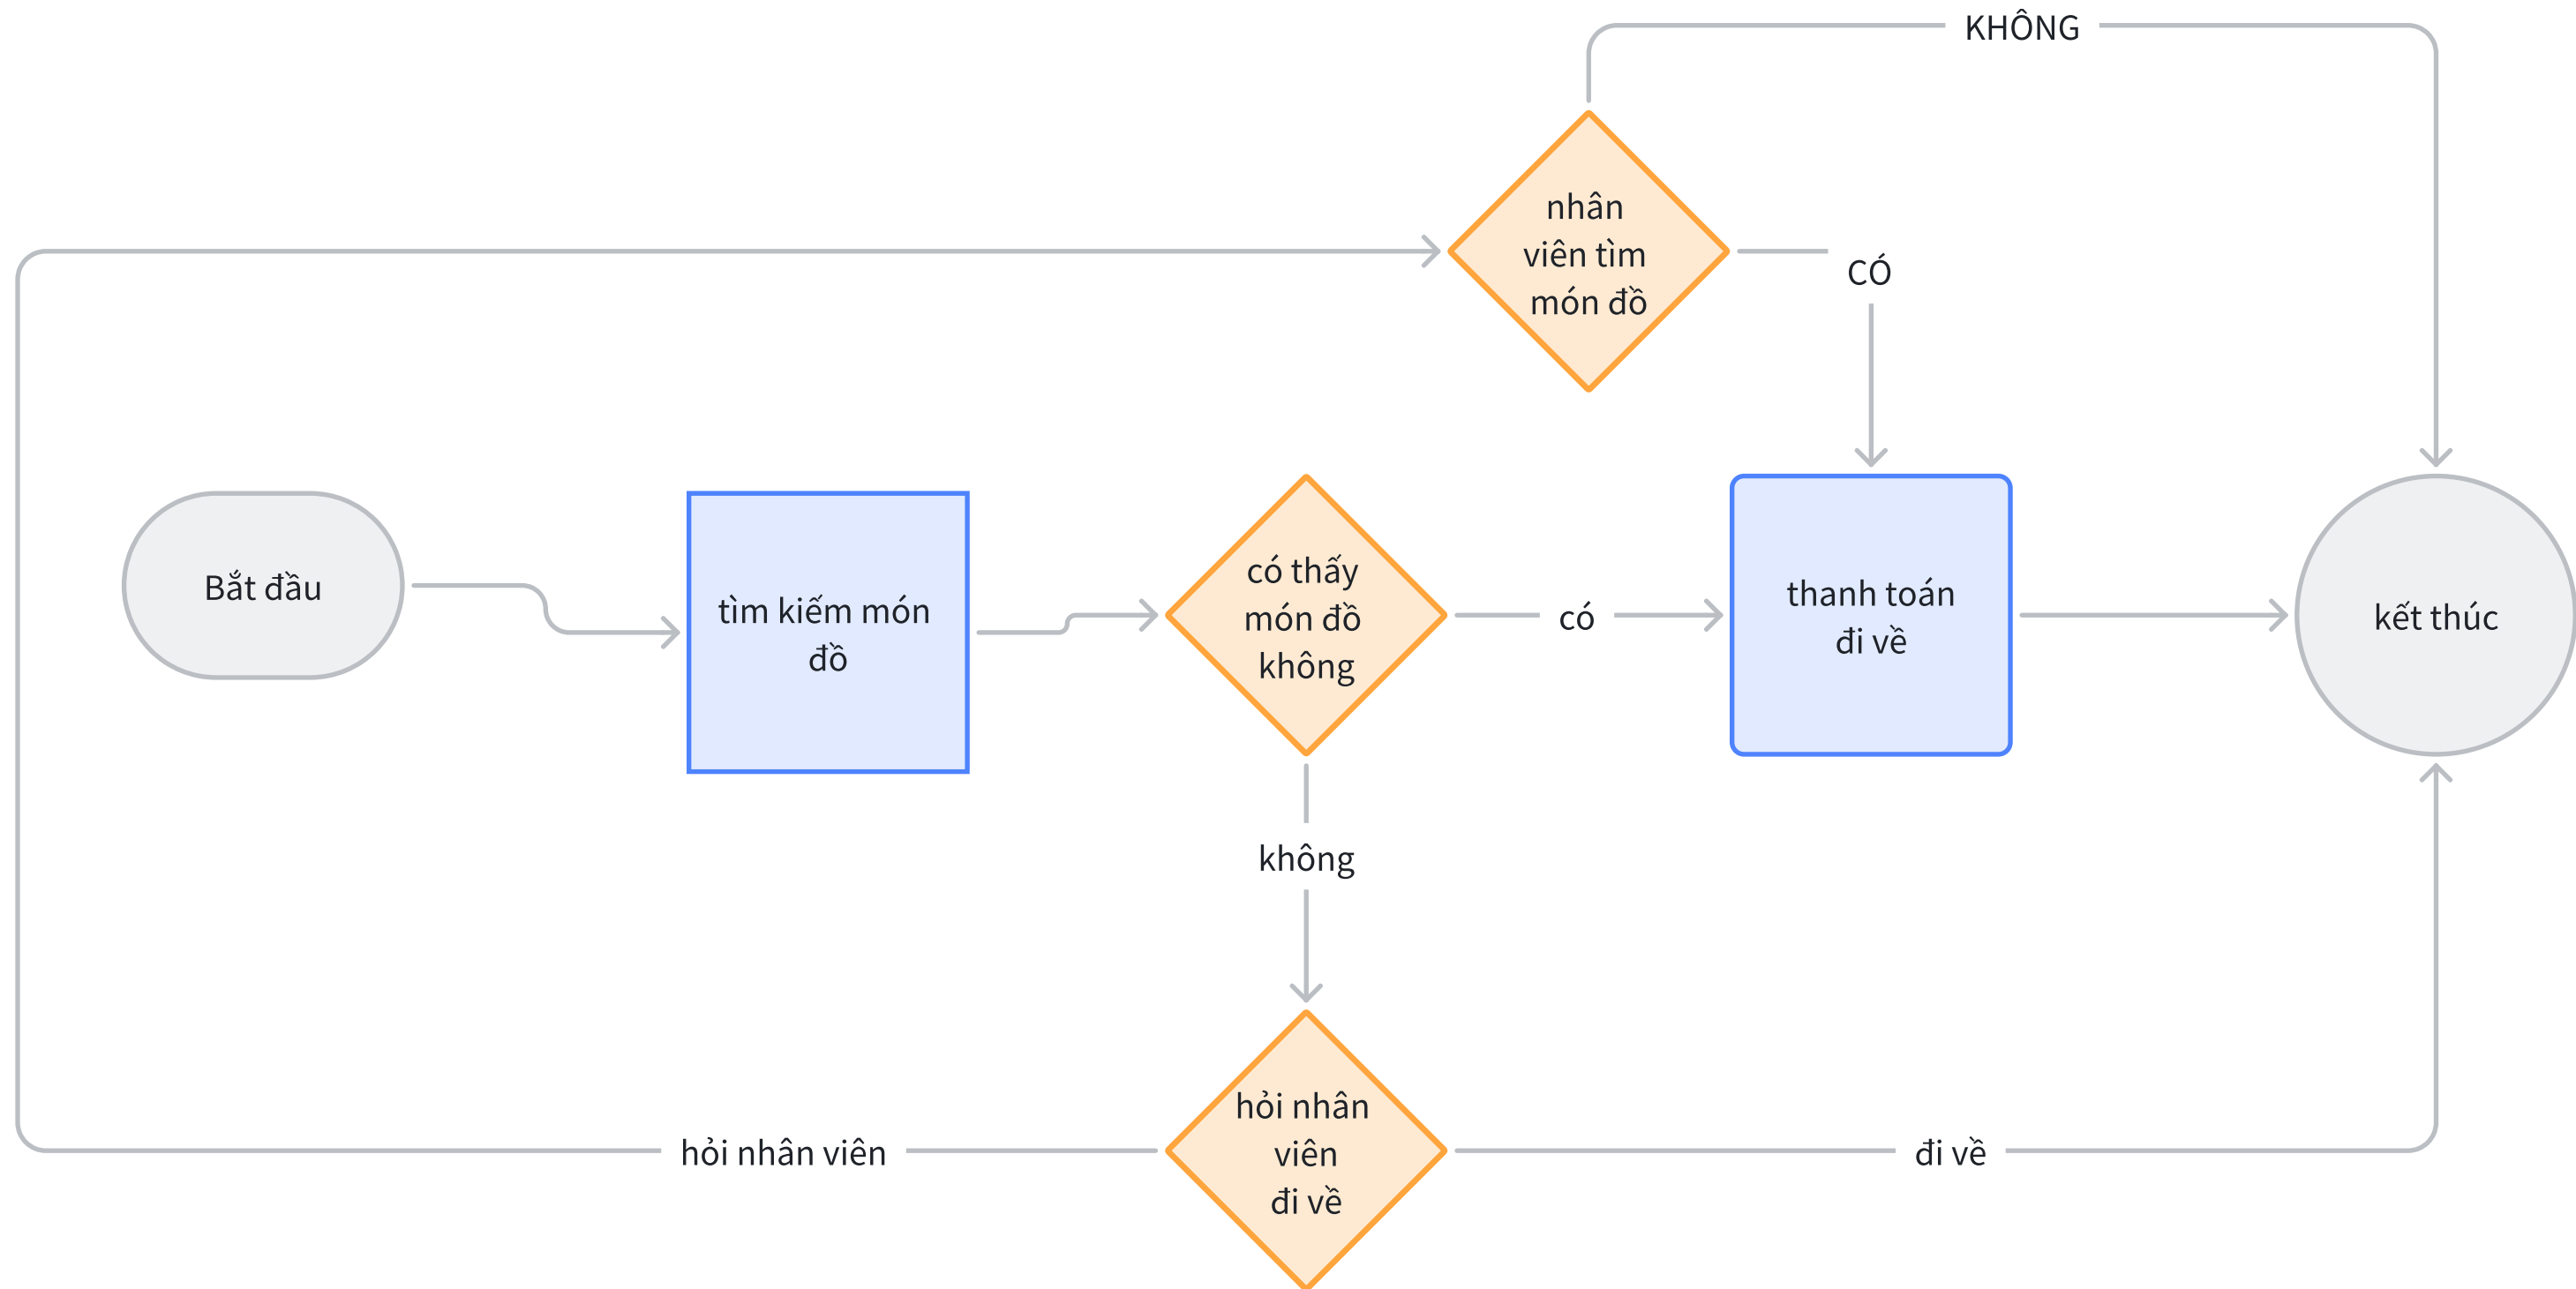 KHÔNG
nhân
viên tìm
món đồ
CÓ
Bắt đầu
tìm kiếm món
đồ
có thấy
món đồ
không
có
thanh toán
đi về
kết thúc
không
hỏi nhân
viên
đi về
hỏi nhân viên
đi về